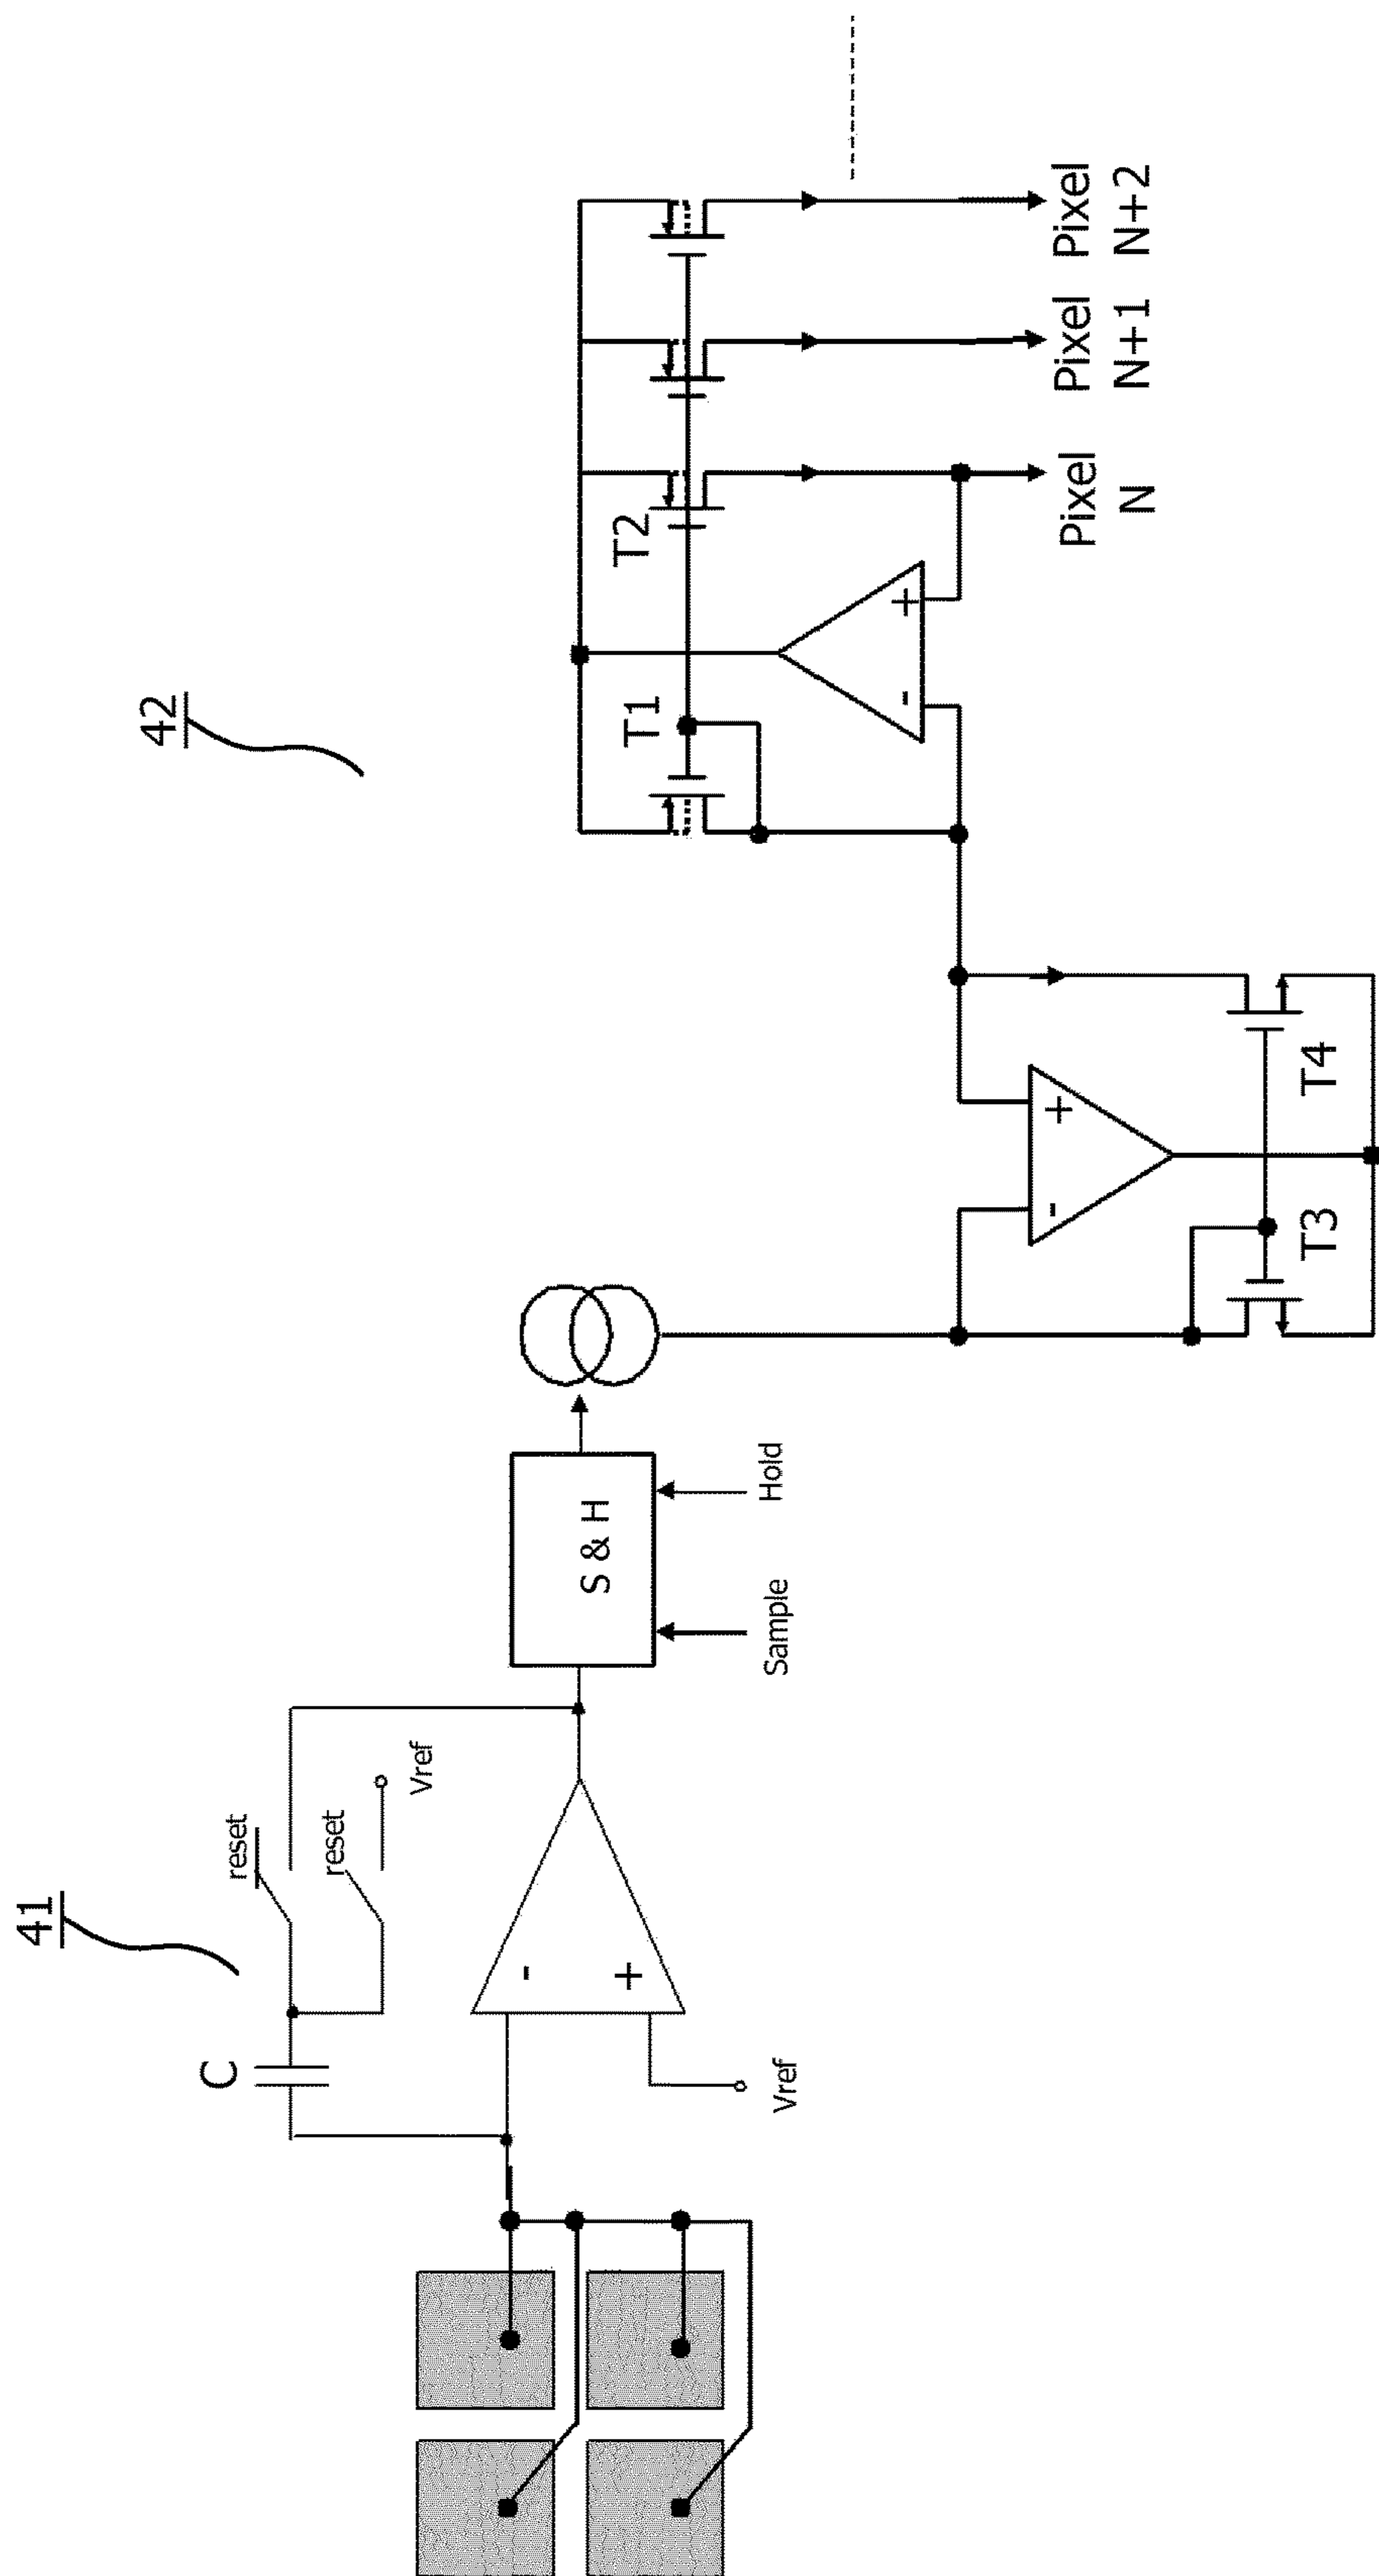 41
42
C
reset
reset
Vref
-
+
Vref
S & H
Sample
Hold
-
+
T3
T4
T1
T2
-
+
Pixel
N
Pixel
N+1
Pixel
N+2